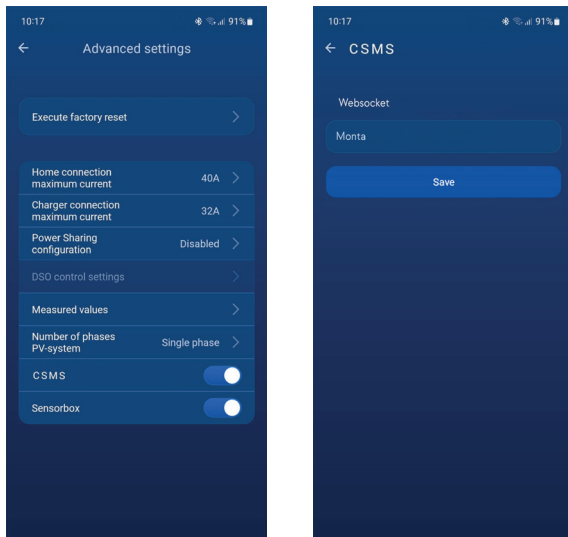 10:17
91%
Advanced settings
Execute factory reset
Home connection
maximum current
40A
Charger connection
maximum current
32A
Power Sharing
configuration
Disabled
DSO control settings
Measured values
Number of phases
PV-system
Single phase
CSMS
Sensorbox
10:17
91%
CSMS
Websocket
Monta
Save